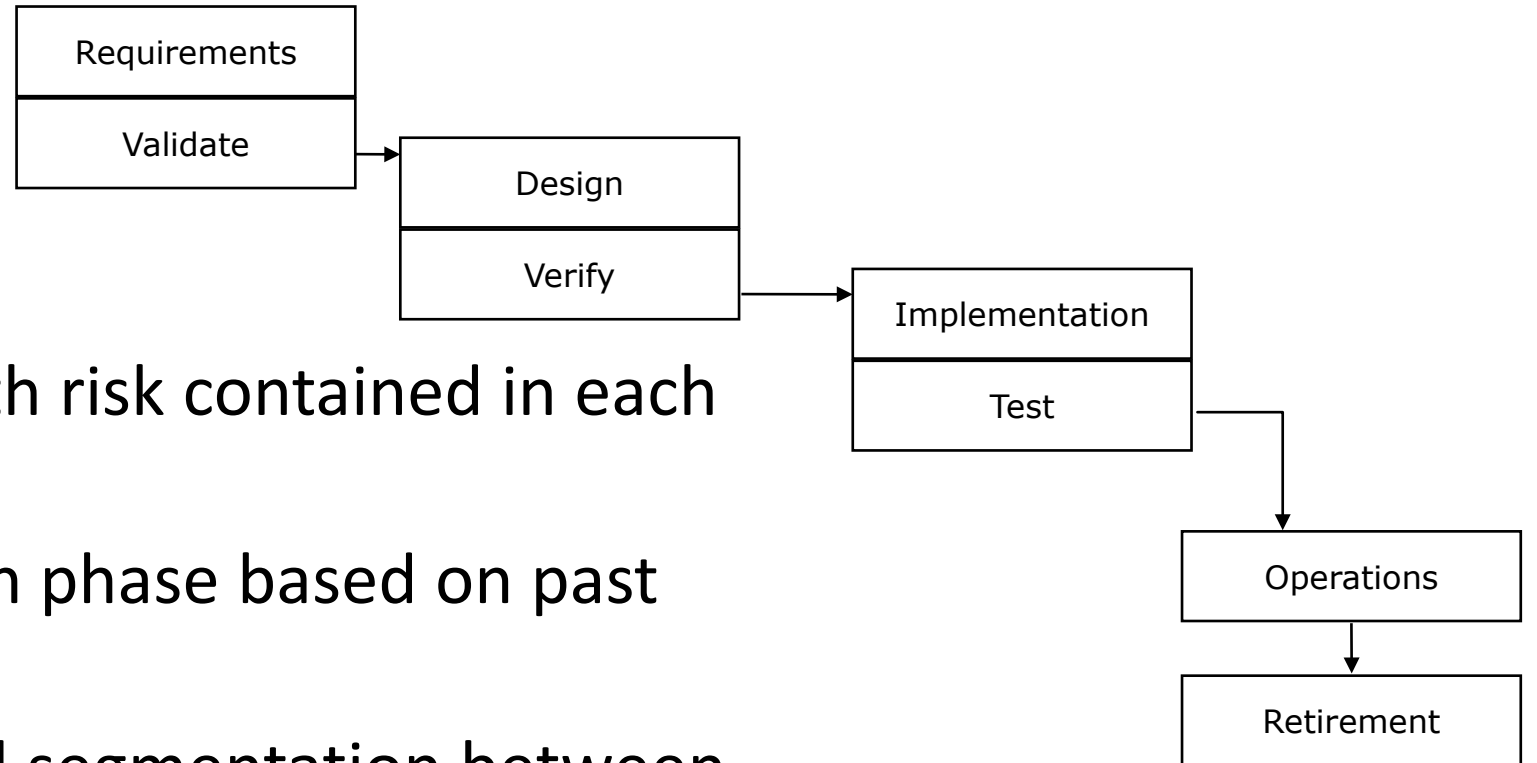 Requirements
Validate
Design
Verify
Implementation
Test
risk contained in each
phase based on past
segmentation between
Operations
Retirement